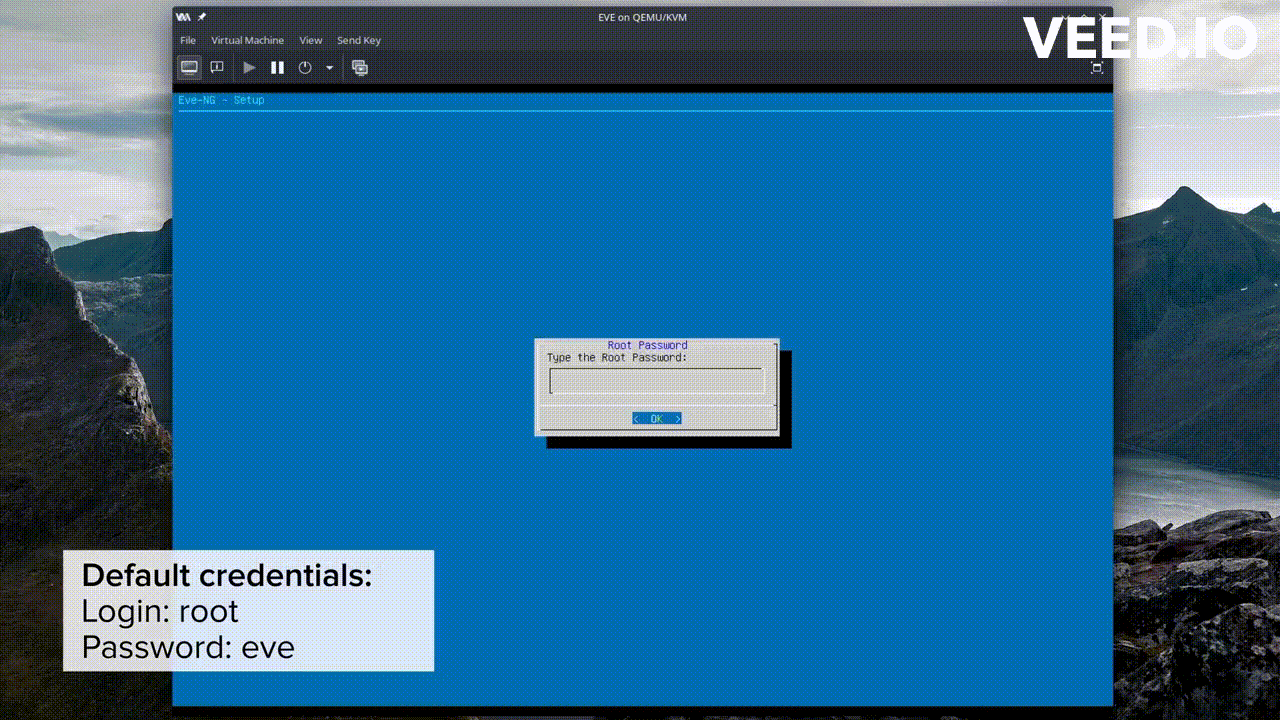 EVE on QEMU/KVM
VEED.IO
File Virtual Machine View Send Key
Eve-NG - Setup
Root Password
Type the Root Password:
< OK >
Default credentials:
Login: root
Password: eve